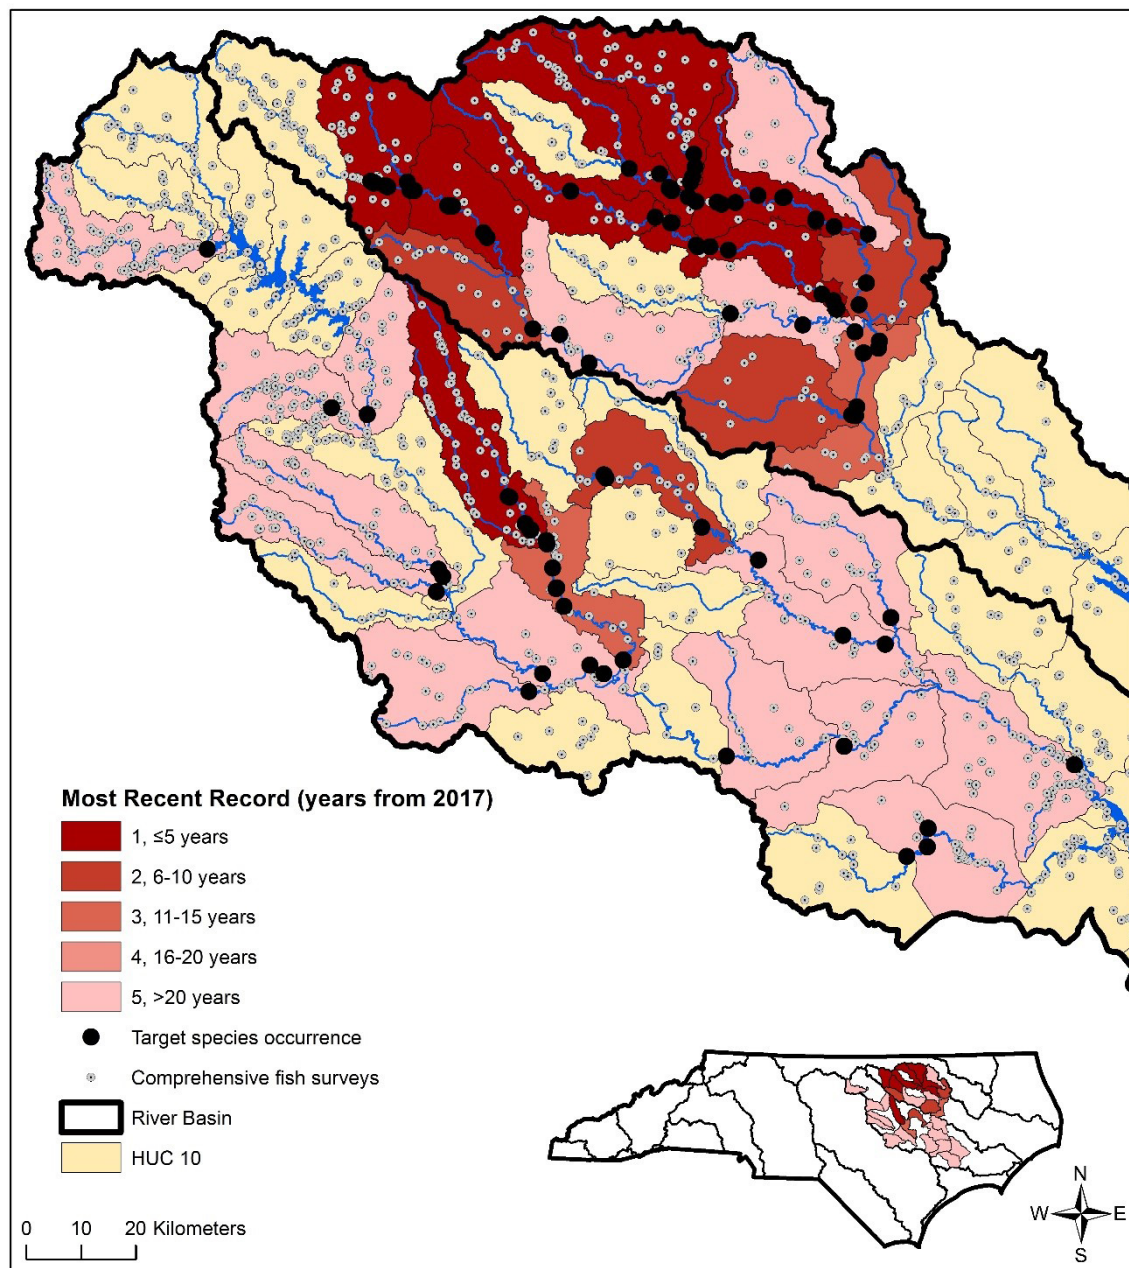 Most Recent Record (years from 2017)
1, ≤5 years
2, 6-10 years
3, 11-15 years
4, 16-20 years
5, >20 years
Target species occurrence
Comprehensive fish surveys
River Basin
HUC 10
0 10 20 Kilometers
N
W E
S